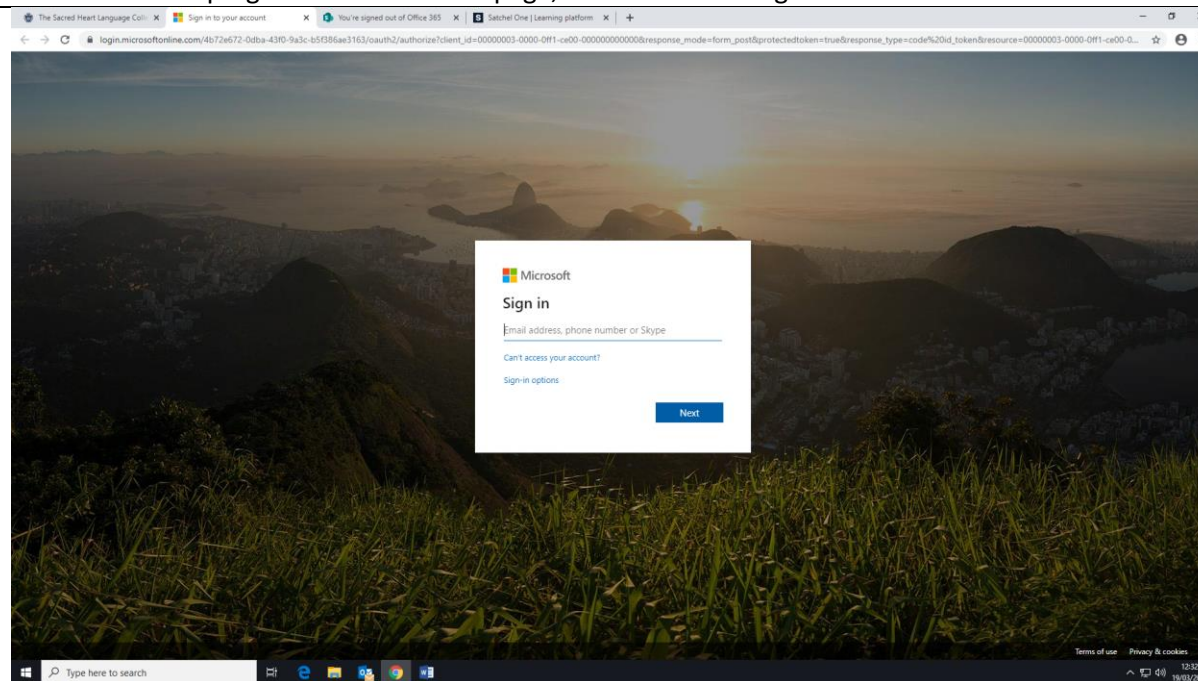 The Sacred Heart Language Coll
Sign in to your account
You're signed out of Office 365
Satchel One | Learning platform
login.microsoftonline.com/4b72e672-0dba-43f0-9a3c-b5f386ae3163/oauth2/authorize?client_id=00000003-0000-0ff1-ce00-000000000000&response_mode=form_post&protectedtoken=true&response_type=code%20id_token&resource=00000003-0000-0ff1-ce00-0...
Microsoft
Sign in
Email address, phone number or Skype
Can't access your account?
Sign-in options
Next
Terms of use Privacy & cookies
Type here to search
12:32
19/03/2